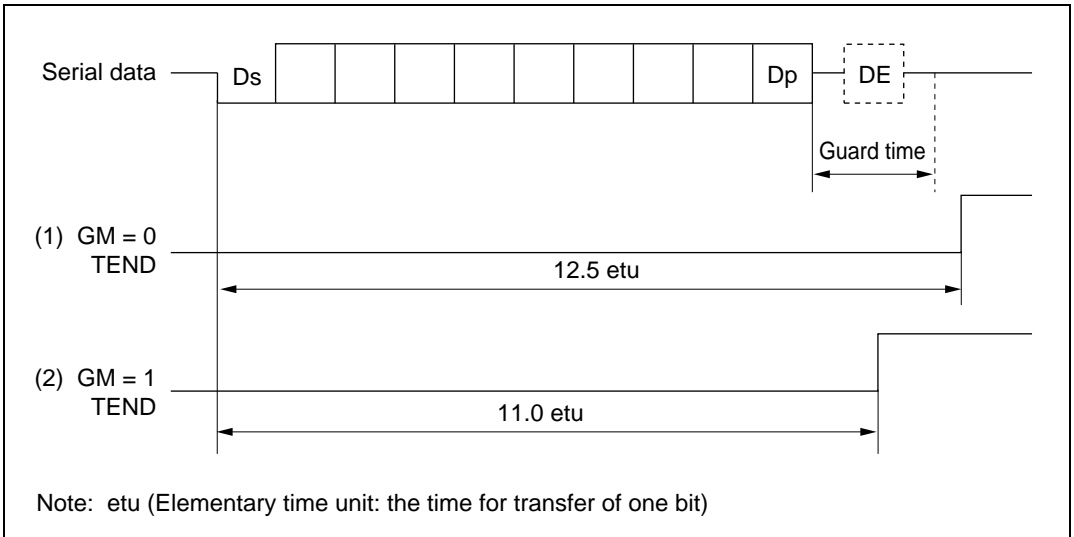 Serial data
Ds
Dp
DE
Guard time
(1) GM = 0
TEND
12.5 etu
(2) GM = 1
TEND
11.0 etu
Note: etu (Elementary time unit: the time for transfer of one bit)